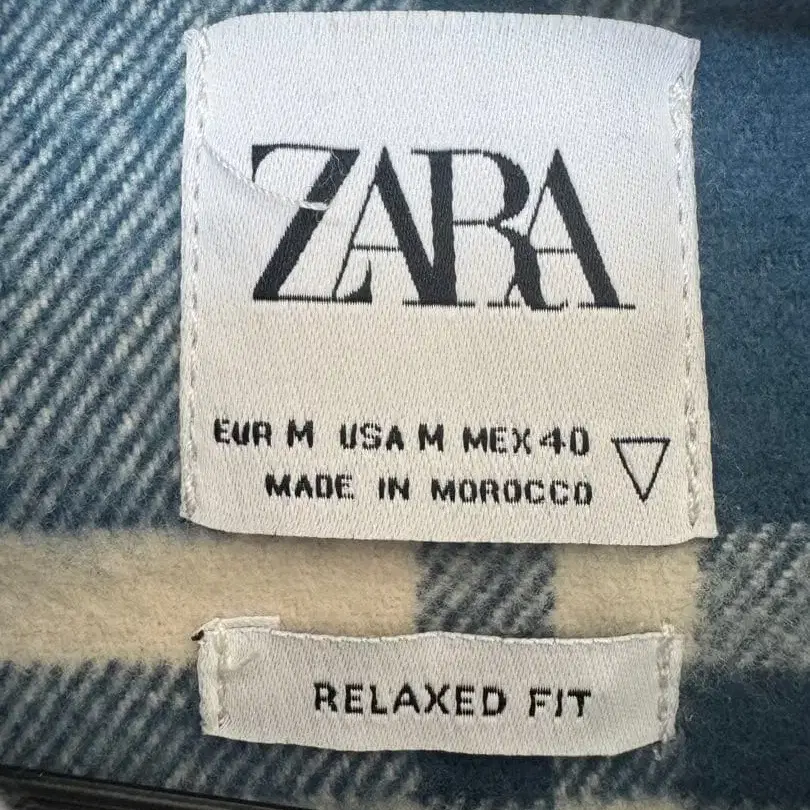 ZARA
EUR M USA M MEX 40
MADE IN MOROCCO
RELAXED FIT